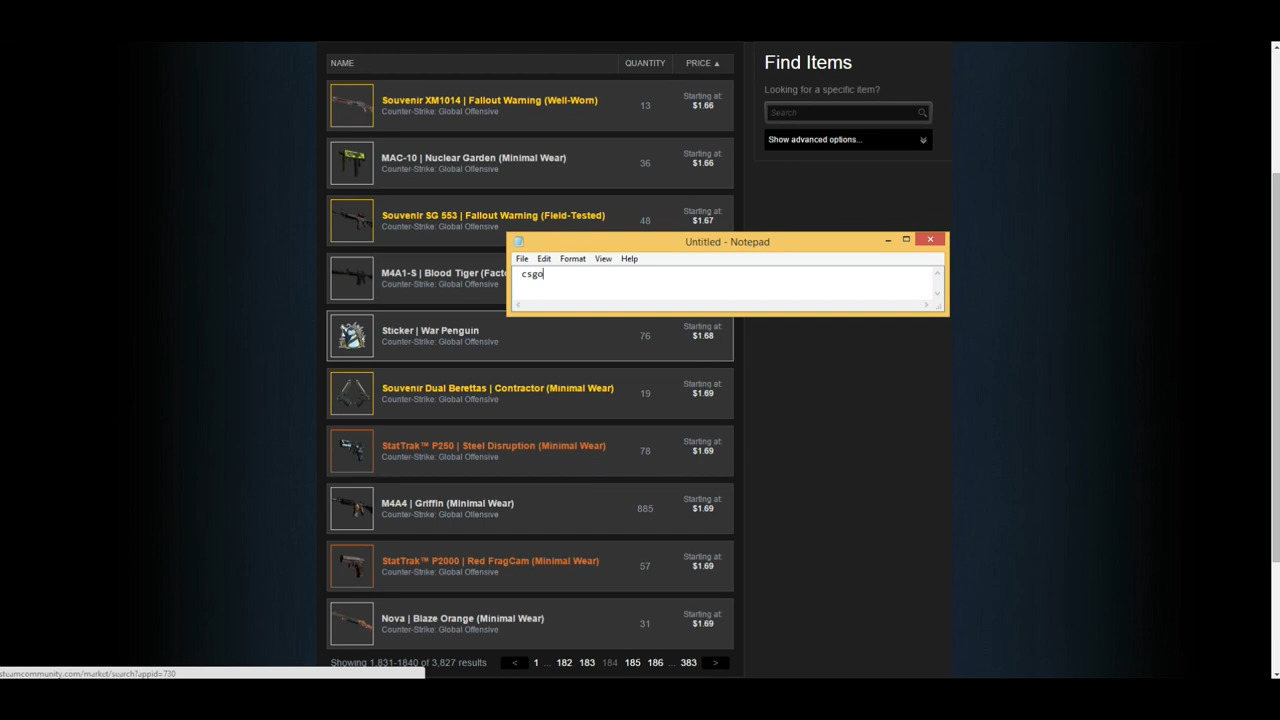 NAME QUANTITY PRICE ▲
Souvenir XM1014 | Fallout Warning (Well-Worn)
Counter-Strike: Global Offensive
13
Starting at:
$1.66
MAC-10 | Nuclear Garden (Minimal Wear)
Counter-Strike: Global Offensive
36
Starting at:
$1.66
Souvenir SG 553 | Fallout Warning (Field-Tested)
Counter-Strike: Global Offensive
48
Starting at:
$1.67
M4A1-S | Blood Tiger
Counter-Strike: Global Offensive
Sticker | War Penguin
Counter-Strike: Global Offensive
76
Starting at:
$1.68
Souvenir Dual Berettas | Contractor (Minimal Wear)
Counter-Strike: Global Offensive
19
Starting at:
$1.69
StatTrak™ P250 | Steel Disruption (Minimal Wear)
Counter-Strike: Global Offensive
78
Starting at:
$1.69
M4A4 | Griffin (Minimal Wear)
Counter-Strike: Global Offensive
885
Starting at:
$1.69
StatTrak™ P2000 | Red FragCam (Minimal Wear)
Counter-Strike: Global Offensive
57
Starting at:
$1.69
Nova | Blaze Orange (Minimal Wear)
Counter-Strike: Global Offensive
31
Starting at:
$1.69
Showing 1,831-1840 of 3,827 results < 1 ... 182 183 184 185 186 ... 383 >
steamcommunity.com/market/search?appid=730
Find Items
Looking for a specific item?
Search
Show advanced options...
Untitled - Notepad
File Edit Format View Help
csgo